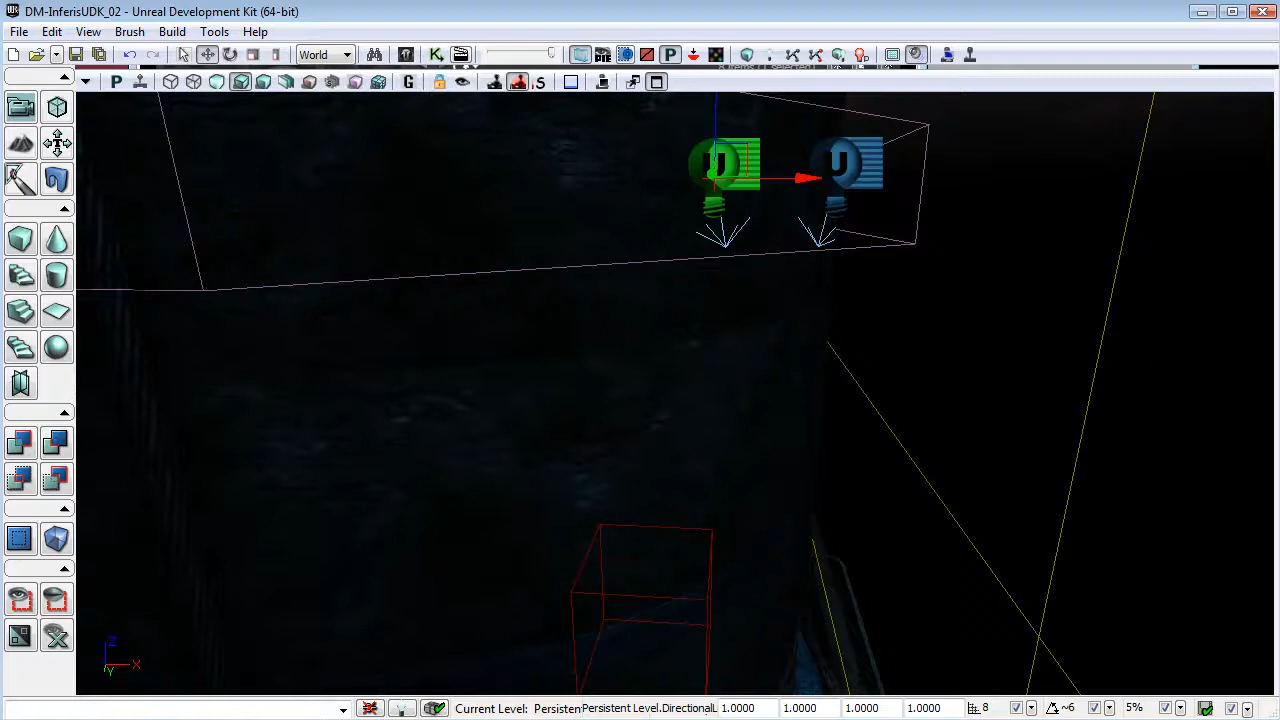 DM-InferisUDK_02 - Unreal Development Kit (64-bit)
File Edit View Brush Build Tools Help
World
PIE P
P G S
U U
Z
X
Y
Current Level: Persisten Persistent Level.DirectionalL 1.0000 1.0000 1.0000 1.0000 8 ~6 5%